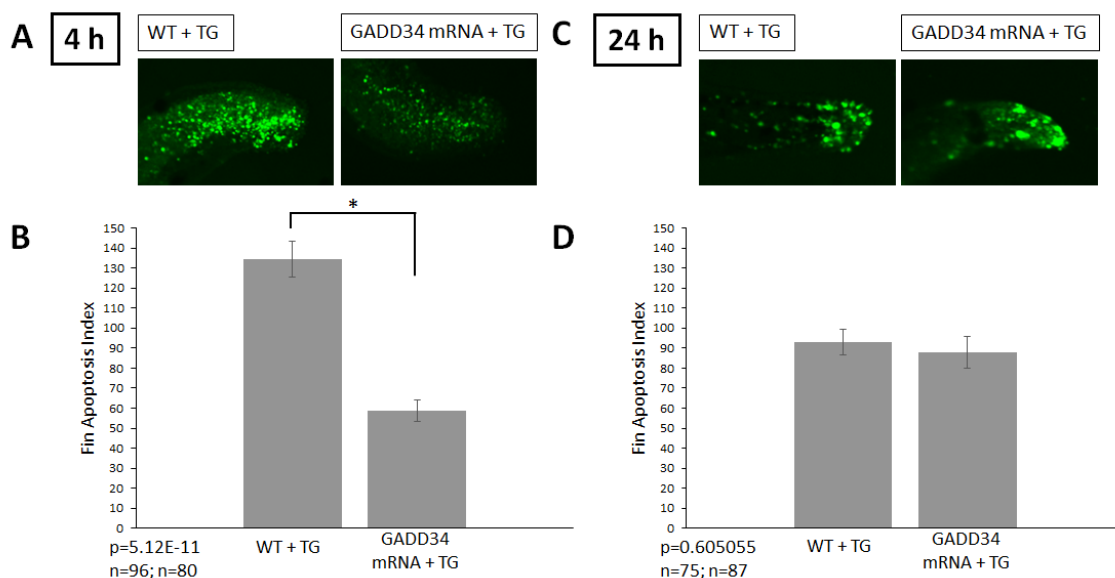 A
4 h
WT + TG
GADD34 mRNA + TG
C
24 h
WT + TG
GADD34 mRNA + TG
B
*
Fin Apoptosis Index
150
140
130
120
110
100
90
80
70
60
50
40
30
20
10
0
WT + TG
GADD34
mRNA + TG
p=5.12E-11
n=96; n=80
D
Fin Apoptosis Index
150
140
130
120
110
100
90
80
70
60
50
40
30
20
10
0
WT + TG
GADD34
mRNA + TG
p=0.605055
n=75; n=87